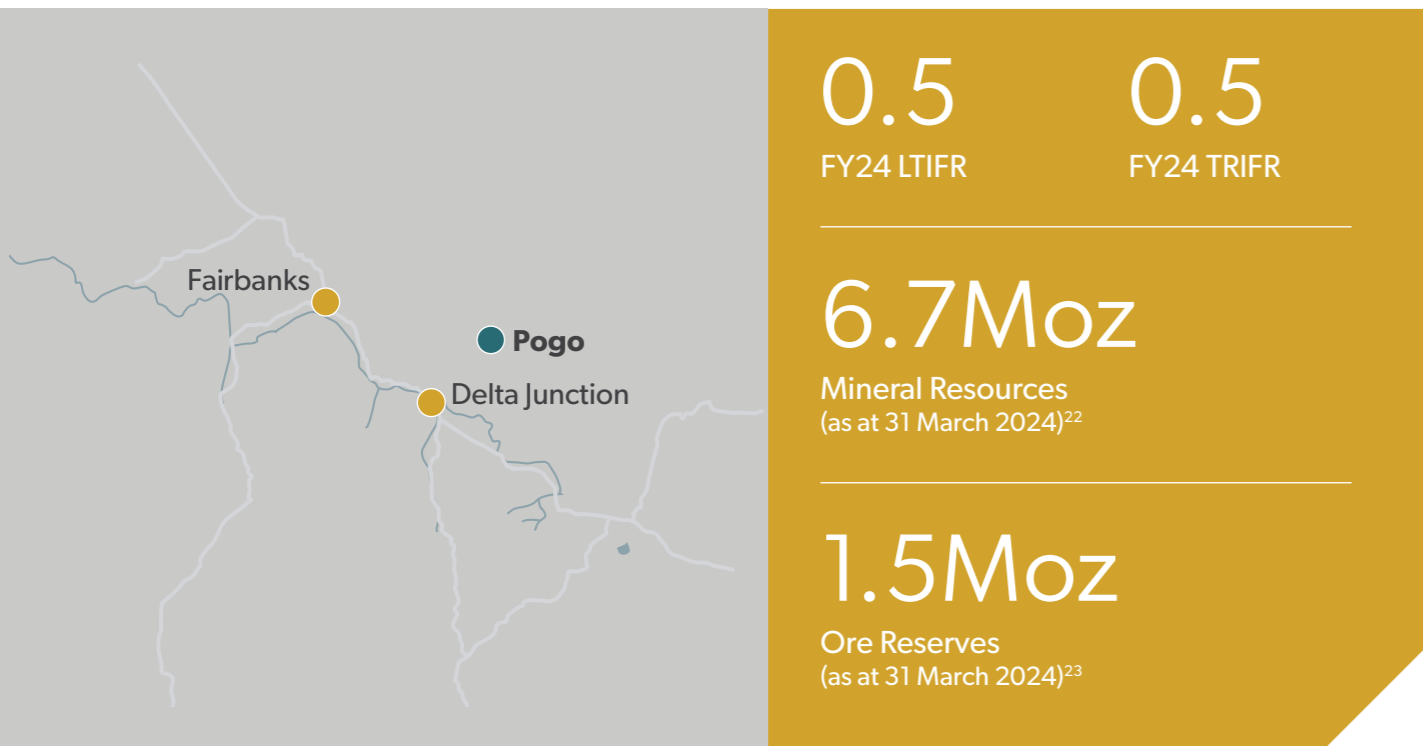 Fairbanks
Pogo
Delta Junction
0.5
FY24 LTIFR
0.5
FY24 TRIFR
6.7Moz
Mineral Resources
(as at 31 March 2024)22
1.5Moz
Ore Reserves
(as at 31 March 2024)23